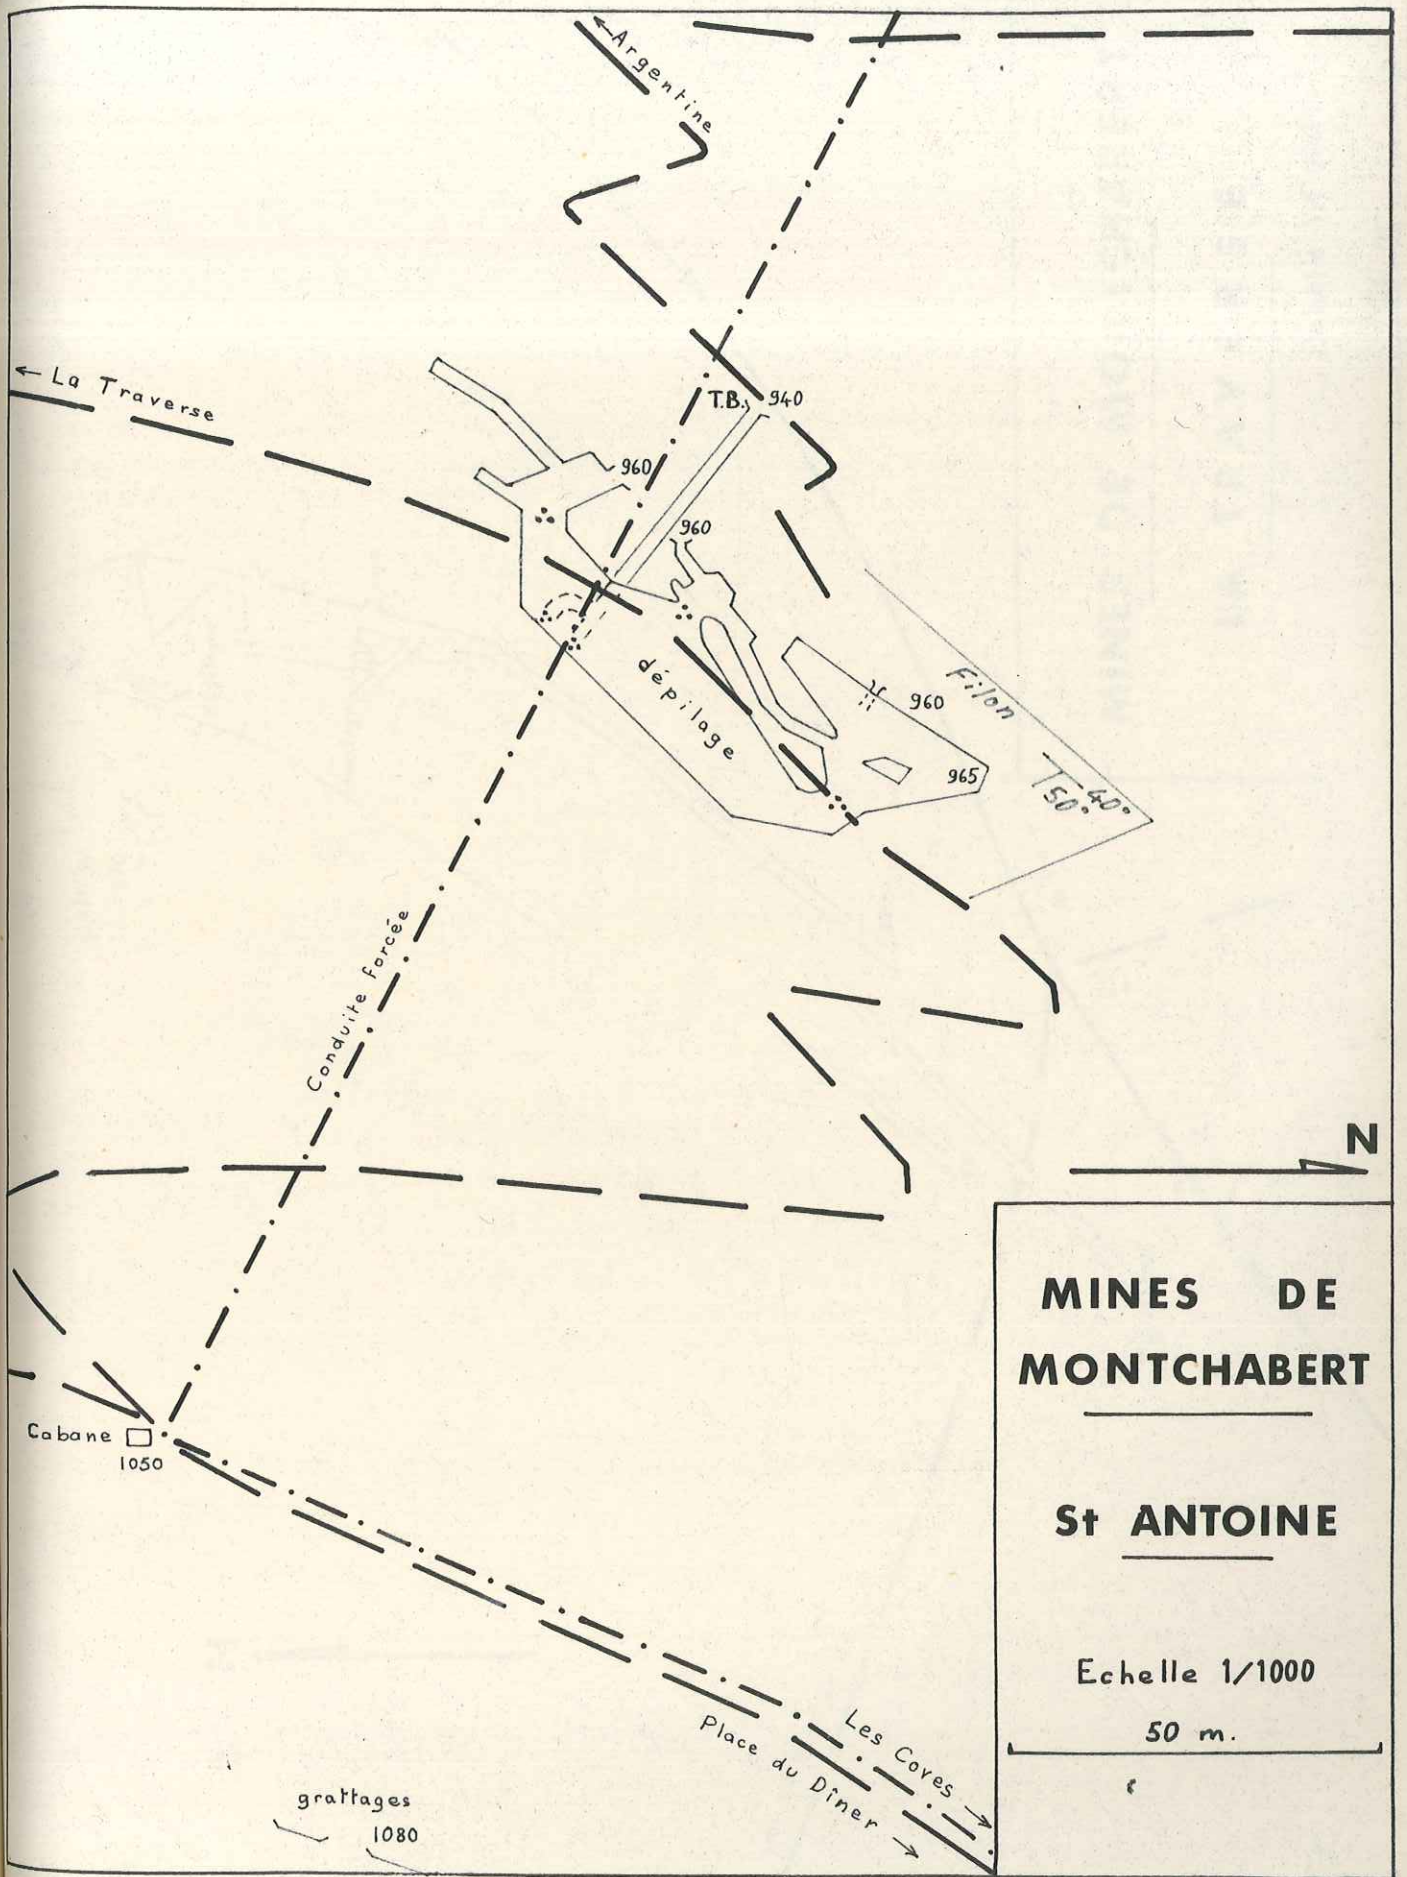 ← Argentine
← La Traverse
T.B. 940
960
960
dépilage
960
Filon
965
40°
50°
Conduite forcée
N
MINES DE
MONTCHABERT
St ANTOINE
Echelle 1/1000
50 m.
Cabane
1050
Les Coves →
Place du Dîner →
grattages
1080